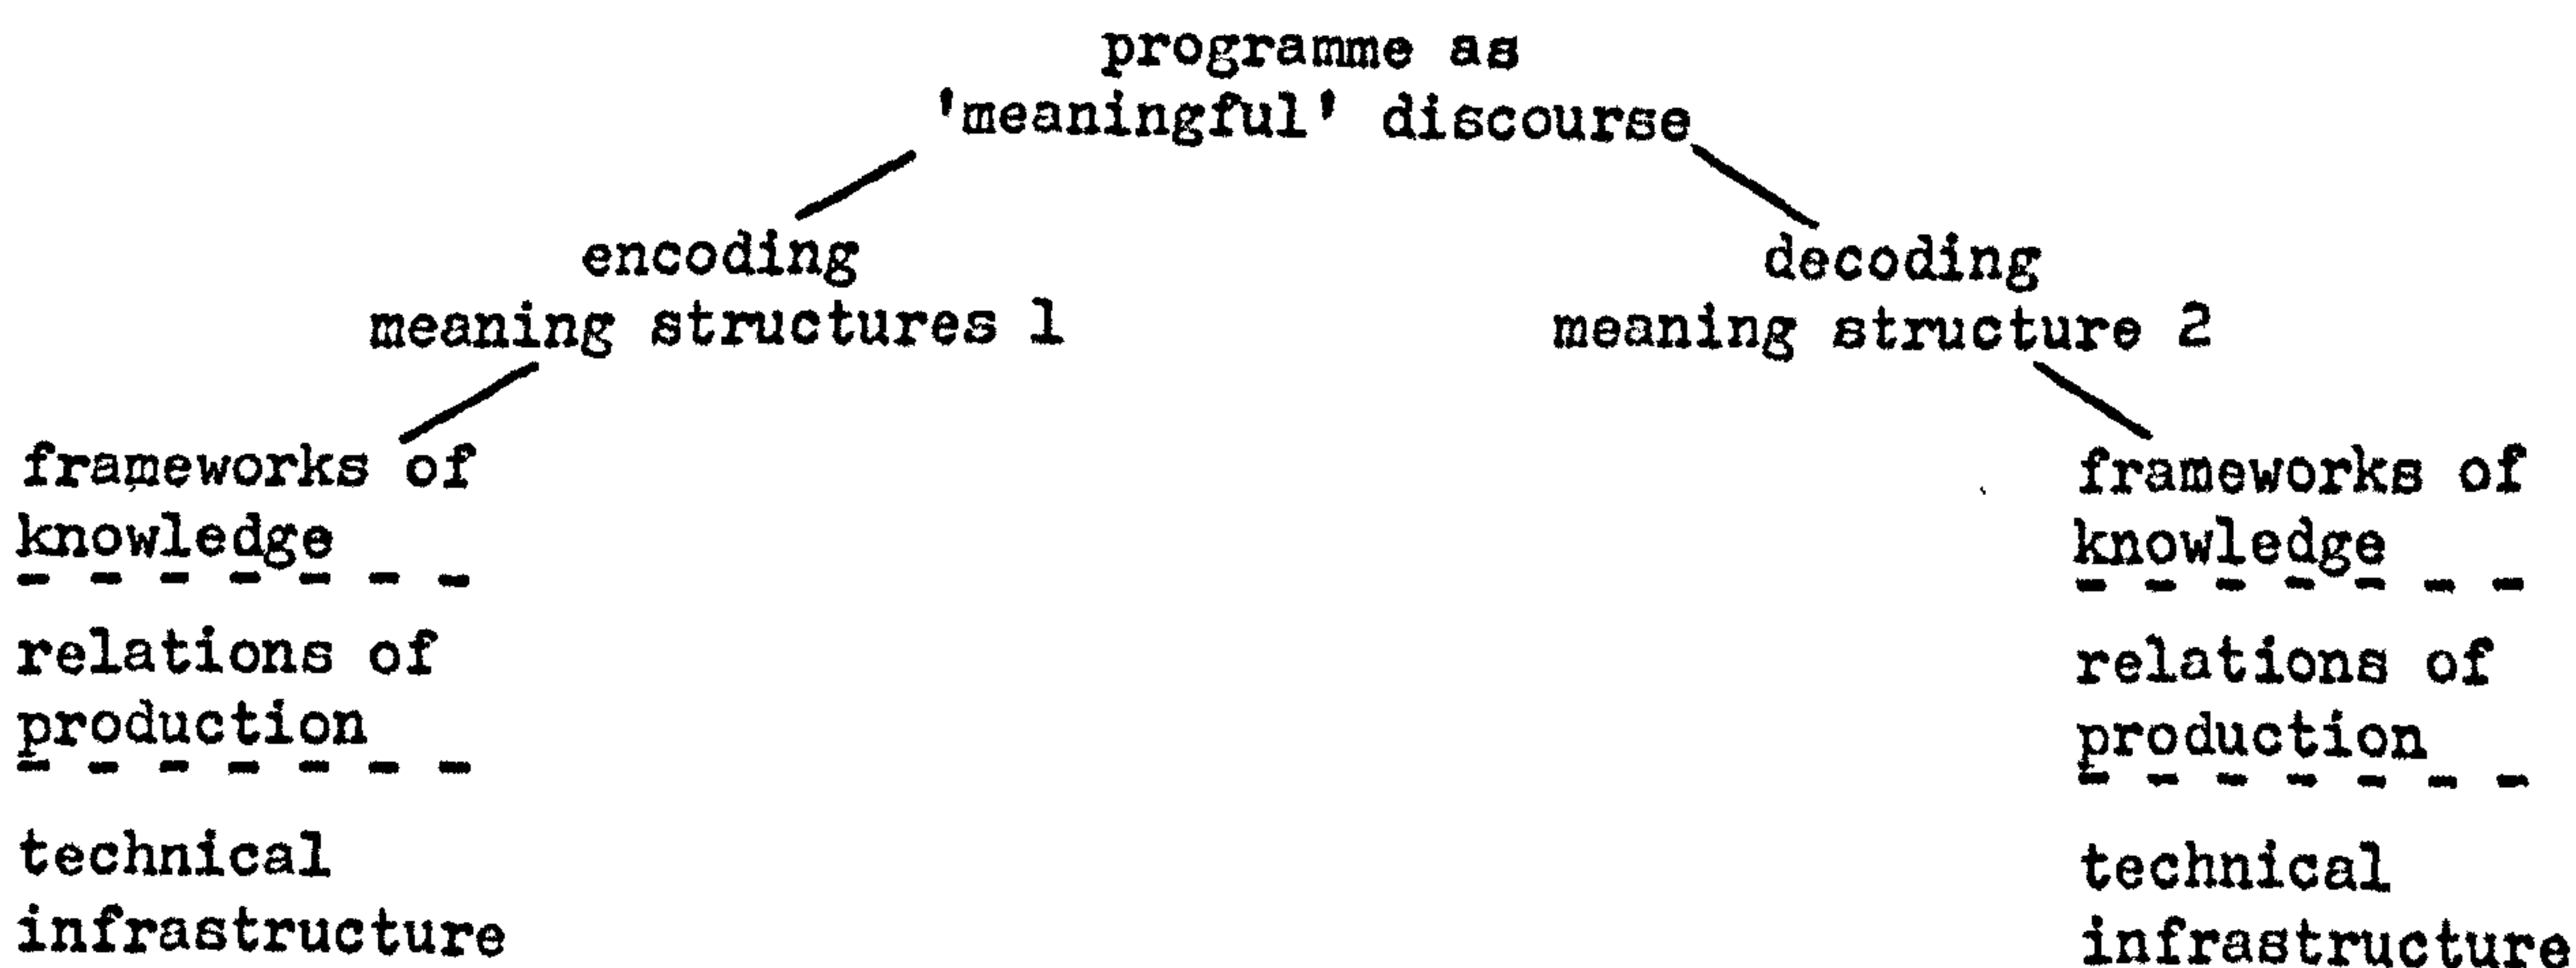 programme as
'meaningful' discourse
encoding
meaning structures 1
decoding
meaning structure 2
frameworks of
knowledge
relations of
production
technical
infrastructure
frameworks of
knowledge
relations of
production
technical
infrastructure